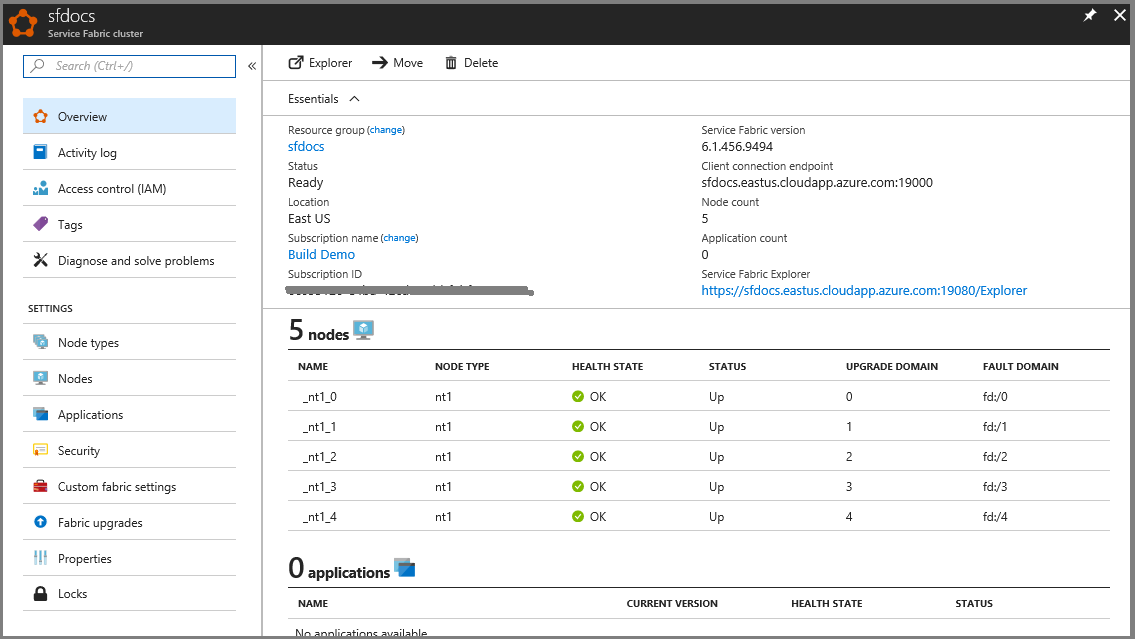 sfdocs
Service Fabric cluster
Search (Ctrl+/)
«
Overview
Activity log
Access control (IAM)
Tags
Diagnose and solve problems
SETTINGS
Node types
Nodes
Applications
Security
Custom fabric settings
Fabric upgrades
Properties
Locks
Explorer Move Delete
Essentials
Resource group (change)
sfdocs
Status
Ready
Location
East US
Subscription name (change)
Build Demo
Subscription ID
Service Fabric version
6.1.456.9494
Client connection endpoint
sfdocs.eastus.cloudapp.azure.com:19000
Node count
5
Application count
0
Service Fabric Explorer
https://sfdocs.eastus.cloudapp.azure.com:19080/Explorer
5 nodes
NAME NODE TYPE HEALTH STATE STATUS UPGRADE DOMAIN FAULT DOMAIN
_nt1_0 nt1 OK Up 0 fd:/0
_nt1_1 nt1 OK Up 1 fd:/1
_nt1_2 nt1 OK Up 2 fd:/2
_nt1_3 nt1 OK Up 3 fd:/3
_nt1_4 nt1 OK Up 4 fd:/4
0 applications
NAME CURRENT VERSION HEALTH STATE STATUS
No applications available